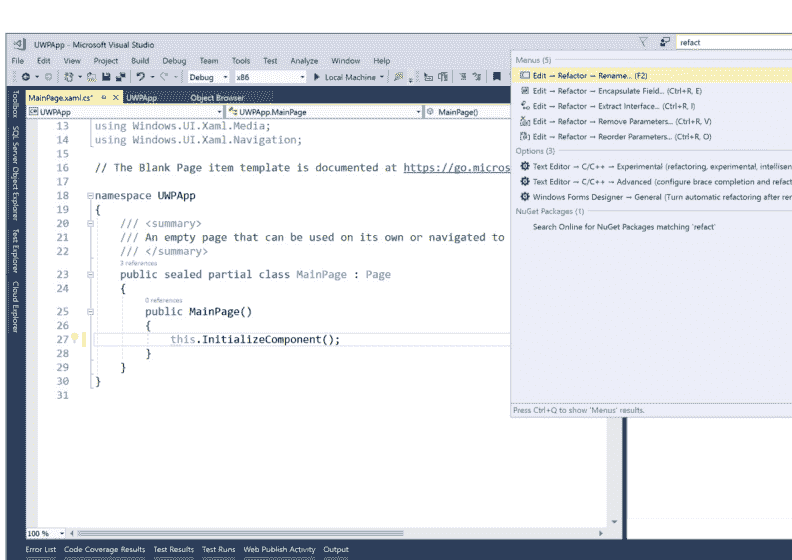 UWPApp - Microsoft Visual Studio
refact
File Edit View Project Build Debug Team Tools Test Analyze Window Help
Debug x86 Local Machine
MainPage.xaml.cs* UWPApp Object Browser
UWPApp UWPApp.MainPage MainPage()
Toolbox
SQL Server Object Explorer
Test Explorer
Cloud Explorer
13 using Windows.UI.Xaml.Media;
14 using Windows.UI.Xaml.Navigation;
15
16 // The Blank Page item template is documented at https://go.micros
17
18 namespace UWPApp
19 {
20 /// <summary>
21 /// An empty page that can be used on its own or navigated to
22 /// </summary>
3 references
23 public sealed partial class MainPage : Page
24 {
0 references
25 public MainPage()
26 {
27 this.InitializeComponent();
28 }
29 }
30 }
31
Menus (5)
Edit → Refactor → Rename... (F2)
Edit → Refactor → Encapsulate Field... (Ctrl+R, E)
Edit → Refactor → Extract Interface... (Ctrl+R, I)
Edit → Refactor → Remove Parameters... (Ctrl+R, V)
Edit → Refactor → Reorder Parameters... (Ctrl+R, O)
Options (3)
Text Editor → C/C++ → Experimental (refactoring, experimental, intellisen
Text Editor → C/C++ → Advanced (configure brace completion and refact
Windows Forms Designer → General (Turn automatic refactoring after ren
NuGet Packages (1)
Search Online for NuGet Packages matching 'refact'
Press Ctrl+Q to show 'Menus' results.
100 %
Error List Code Coverage Results Test Results Test Runs Web Publish Activity Output